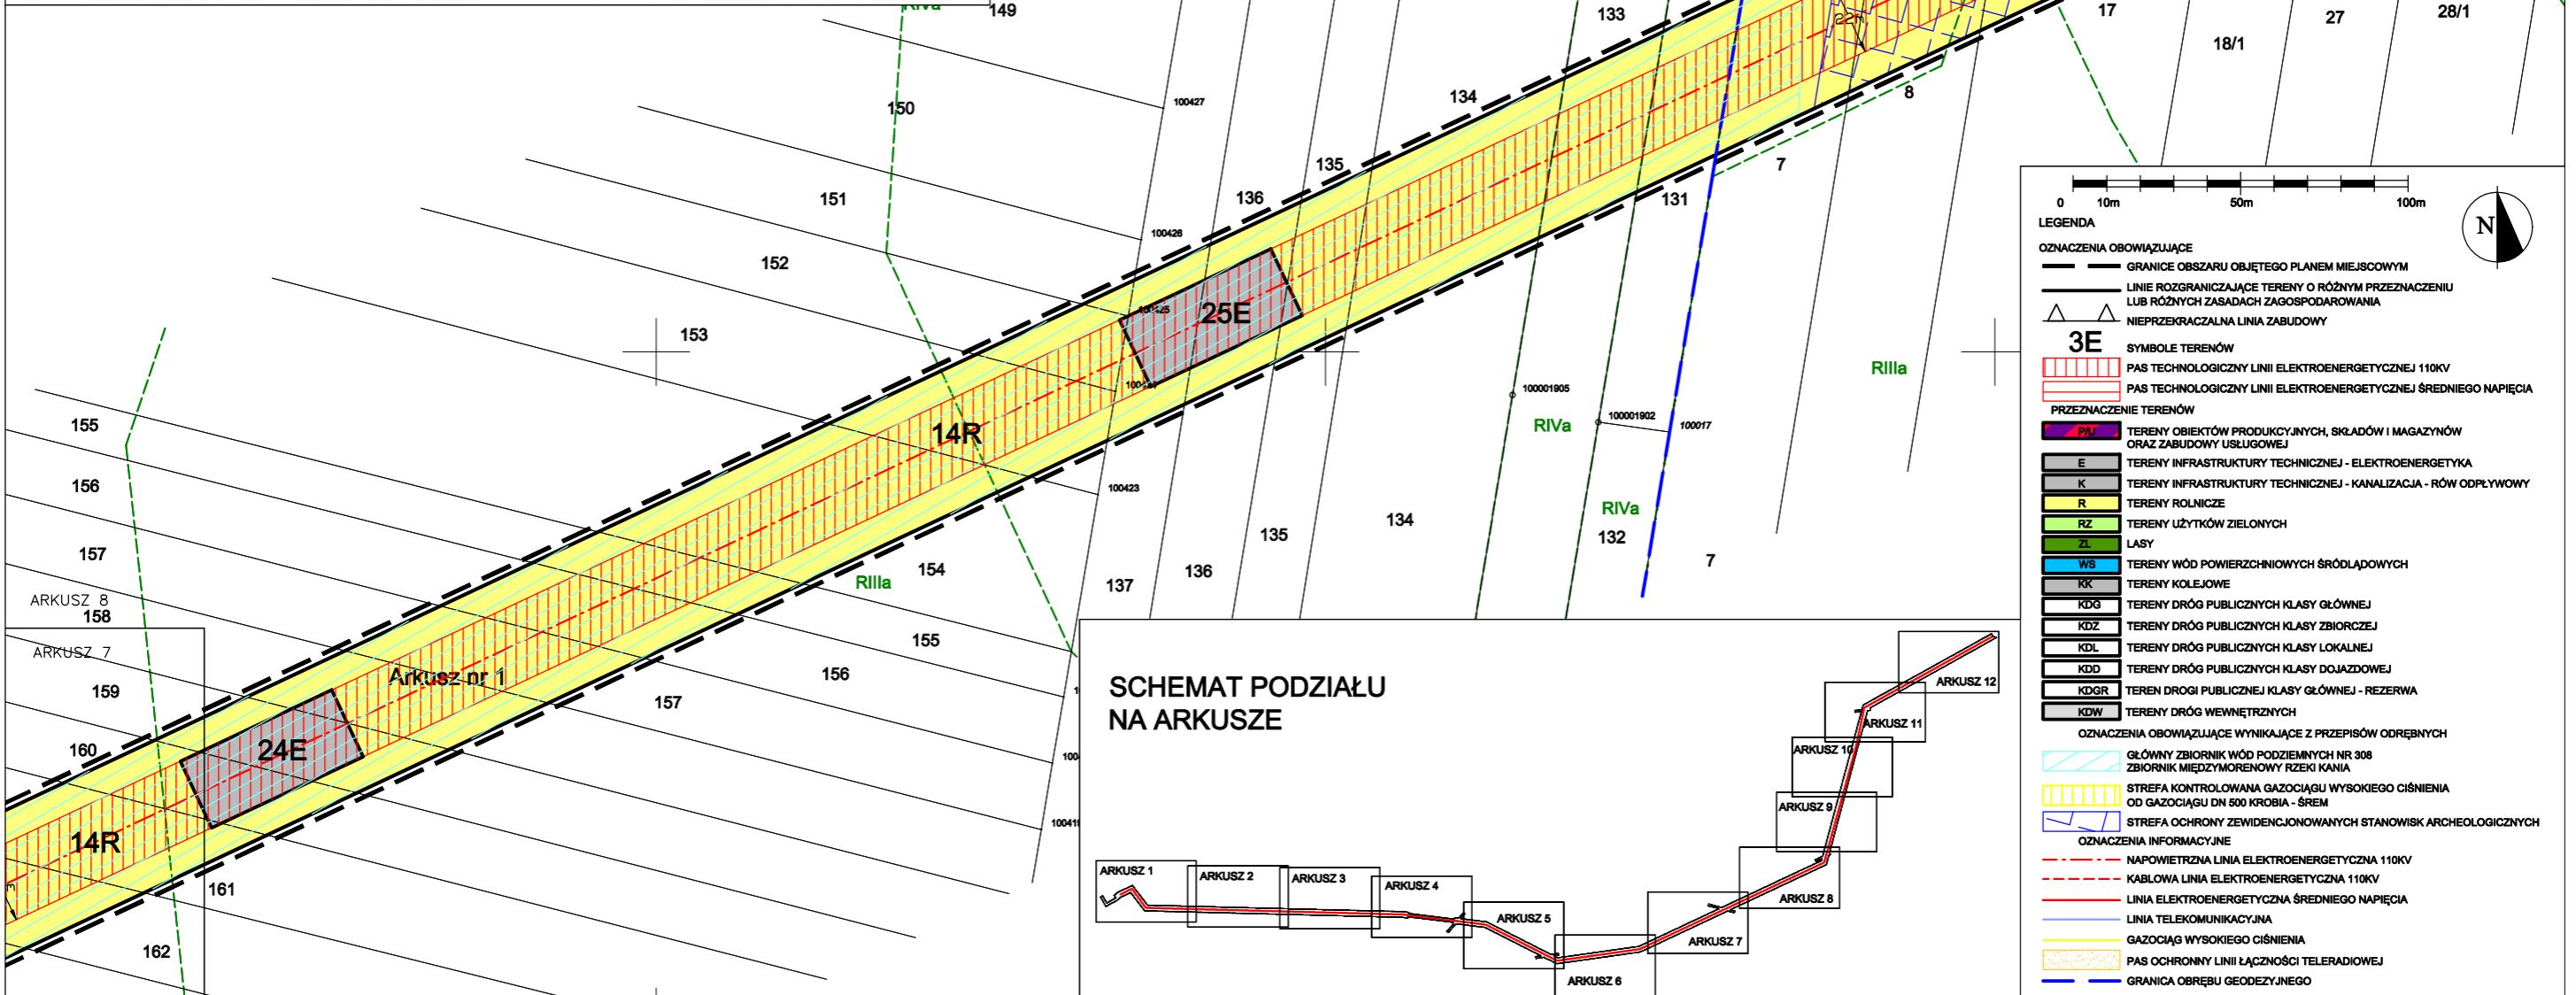 RIVa
149
133
22m
17
18/1
27
28/1
150
100427
134
8
151
136
135
131
7
100426
152
153
100425
25E
14R
RIIIa
100001905
RIVa
100001902
100017
155
156
157
ARKUSZ 8
158
ARKUSZ 7
159
160
100423
137
136
135
134
RIVa
132
7
RIIIa
154
155
156
157
Arkusz nr 1
24E
14R
3
161
162
SCHEMAT PODZIAŁU
NA ARKUSZE
ARKUSZ 1
ARKUSZ 2
ARKUSZ 3
ARKUSZ 4
ARKUSZ 5
ARKUSZ 6
ARKUSZ 7
ARKUSZ 8
ARKUSZ 9
ARKUSZ 10
ARKUSZ 11
ARKUSZ 12
0 10m 50m 100m
N
LEGENDA
OZNACZENIA OBOWIĄZUJĄCE
GRANICE OBSZARU OBJĘTEGO PLANEM MIEJSCOWYM
LINIE ROZGRANICZAJĄCE TERENY O RÓŻNYM PRZEZNACZENIU
LUB RÓŻNYCH ZASADACH ZAGOSPODAROWANIA
NIEPRZEKRACZALNA LINIA ZABUDOWY
3E SYMBOLE TERENÓW
PAS TECHNOLOGICZNY LINII ELEKTROENERGETYCZNEJ 110KV
PAS TECHNOLOGICZNY LINII ELEKTROENERGETYCZNEJ ŚREDNIEGO NAPIĘCIA
PRZEZNACZENIE TERENÓW
P/U TERENY OBIEKTÓW PRODUKCYJNYCH, SKŁADÓW I MAGAZYNÓW
ORAZ ZABUDOWY USŁUGOWEJ
E TERENY INFRASTRUKTURY TECHNICZNEJ - ELEKTROENERGETYKA
K TERENY INFRASTRUKTURY TECHNICZNEJ - KANALIZACJA - RÓW ODPŁYWOWY
R TERENY ROLNICZE
RZ TERENY UŻYTKÓW ZIELONYCH
ZL LASY
WS TERENY WÓD POWIERZCHNIOWYCH ŚRÓDLĄDOWYCH
KK TERENY KOLEJOWE
KDG TERENY DRÓG PUBLICZNYCH KLASY GŁÓWNEJ
KDZ TERENY DRÓG PUBLICZNYCH KLASY ZBIORCZEJ
KDL TERENY DRÓG PUBLICZNYCH KLASY LOKALNEJ
KDD TERENY DRÓG PUBLICZNYCH KLASY DOJAZDOWEJ
KDGR TEREN DROGI PUBLICZNEJ KLASY GŁÓWNEJ - REZERWA
KDW TERENY DRÓG WEWNĘTRZNYCH
OZNACZENIA OBOWIĄZUJĄCE WYNIKAJĄCE Z PRZEPISÓW ODRĘBNYCH
GŁÓWNY ZBIORNIK WÓD PODZIEMNYCH NR 308
ZBIORNIK MIĘDZYMORENOWY RZEKI KANIA
STREFA KONTROLOWANA GAZOCIĄGU WYSOKIEGO CIŚNIENIA
OD GAZOCIĄGU DN 500 KROBIA - ŚREM
STREFA OCHRONY ZEWIDENCJONOWANYCH STANOWISK ARCHEOLOGICZNYCH
OZNACZENIA INFORMACYJNE
NAPOWIETRZNA LINIA ELEKTROENERGETYCZNA 110KV
KABLOWA LINIA ELEKTROENERGETYCZNA 110KV
LINIA ELEKTROENERGETYCZNA ŚREDNIEGO NAPIĘCIA
LINIA TELEKOMUNIKACYJNA
GAZOCIĄG WYSOKIEGO CIŚNIENIA
PAS OCHRONNY LINII ŁĄCZNOŚCI TELERADIOWEJ
GRANICA OBRĘBU GEODEZYJNEGO